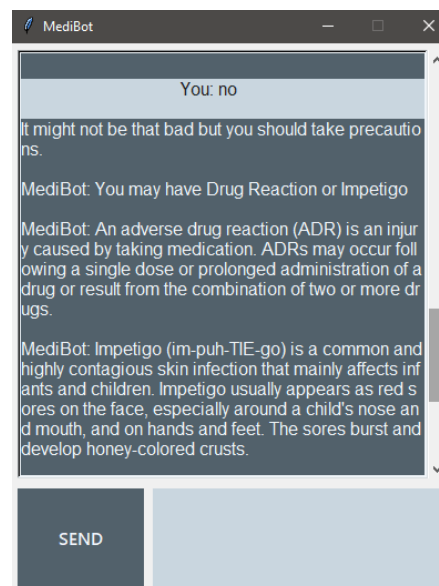 MediBot
You: no
It might not be that bad but you should take precautio
ns.
MediBot: You may have Drug Reaction or Impetigo
MediBot: An adverse drug reaction (ADR) is an injur
y caused by taking medication. ADRs may occur foll
owing a single dose or prolonged administration of a
drug or result from the combination of two or more dr
ugs.
MediBot: Impetigo (im-puh-TIE-go) is a common and
highly contagious skin infection that mainly affects inf
ants and children. Impetigo usually appears as red s
ores on the face, especially around a child's nose an
d mouth, and on hands and feet. The sores burst and
develop honey-colored crusts.
SEND